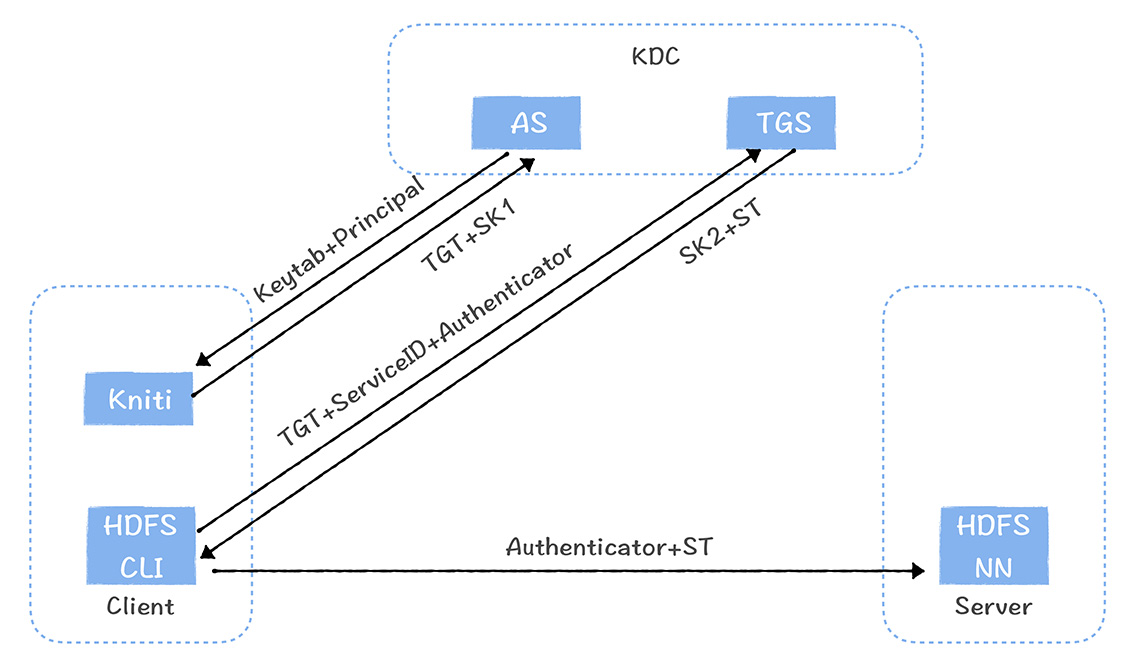 KDC
AS
TGS
Keytab+Principal
TGT+SK1
TGT+ServiceID+Authenticator
SK2+ST
Kniti
HDFS
CLI
Client
Authenticator+ST
HDFS
NN
Server